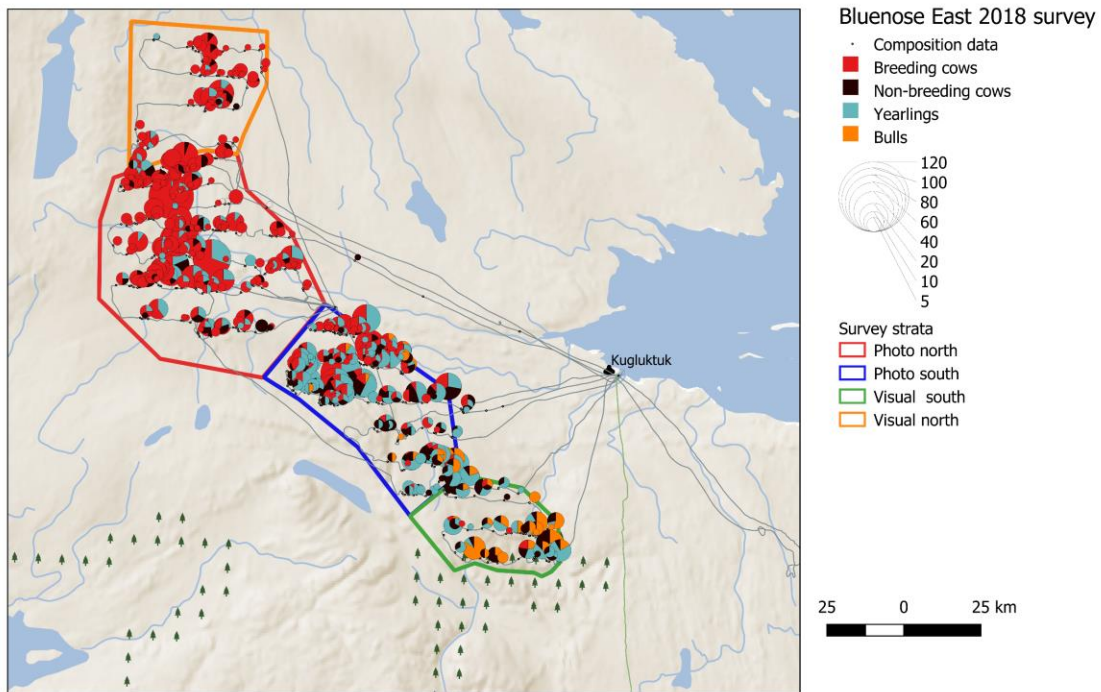 Bluenose East 2018 survey
Composition data
Breeding cows
Non-breeding cows
Yearlings
Bulls
120
100
80
60
40
20
10
5
Survey strata
Photo north
Photo south
Visual south
Visual north
Kugluktuk
25 0 25 km